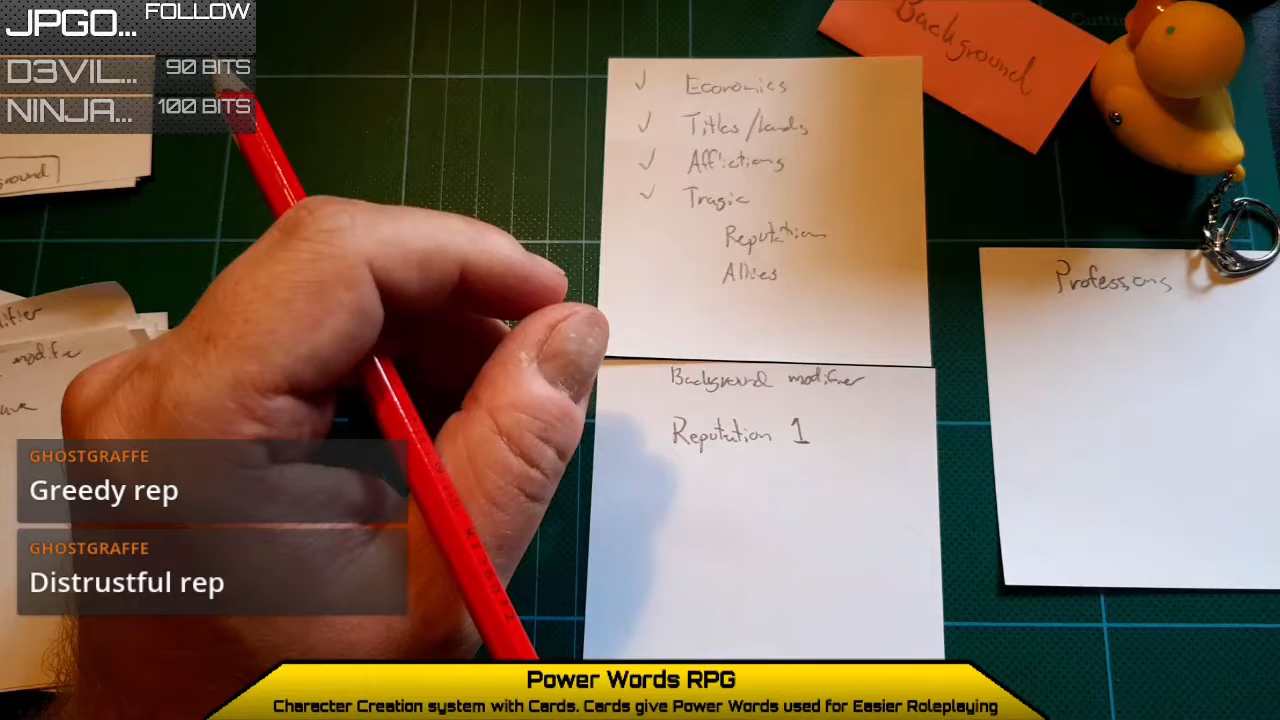 JPGO...
FOLLOW
D3VIL...
90 BITS
NINJA...
100 BITS
Background
✓ Economics
✓ Titles/Lands
✓ Afflictions
✓ Tragic
Reputation
Allies
Professions
Background modifier
Reputation 1
GHOSTGRAFFE
Greedy rep
GHOSTGRAFFE
Distrustful rep
Power Words RPG
Character Creation system with Cards. Cards give Power Words used for Easier Roleplaying